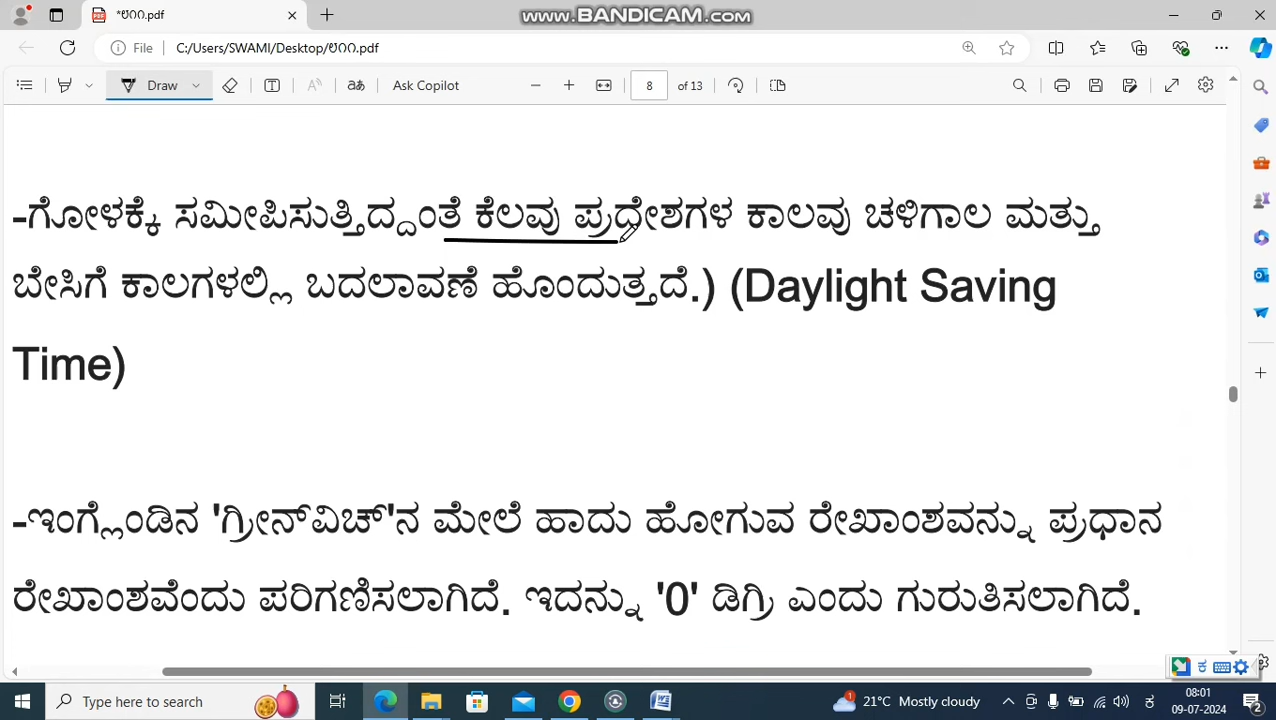 www.BANDICAM.com
*ಅ೧೧.pdf
File C:/Users/SWAMI/Desktop/ಅ೧೧.pdf
Draw Ask Copilot 8 of 13
-ಗೋಳಕ್ಕೆ ಸಮೀಪಿಸುತ್ತಿದ್ದಂತೆ ಕೆಲವು ಪ್ರದೇಶಗಳ ಕಾಲವು ಚಳಿಗಾಲ ಮತ್ತು
ಬೇಸಿಗೆ ಕಾಲಗಳಲ್ಲಿ ಬದಲಾವಣೆ ಹೊಂದುತ್ತದೆ.) (Daylight Saving
Time)
-ಇಂಗ್ಲೆಂಡಿನ 'ಗ್ರೀನ್‌ವಿಚ್'ನ ಮೇಲೆ ಹಾದು ಹೋಗುವ ರೇಖಾಂಶವನ್ನು ಪ್ರಧಾನ
ರೇಖಾಂಶವೆಂದು ಪರಿಗಣಿಸಲಾಗಿದೆ. ಇದನ್ನು '0' ಡಿಗ್ರಿ ಎಂದು ಗುರುತಿಸಲಾಗಿದೆ.
Type here to search
21°C Mostly cloudy
08:01
09-07-2024